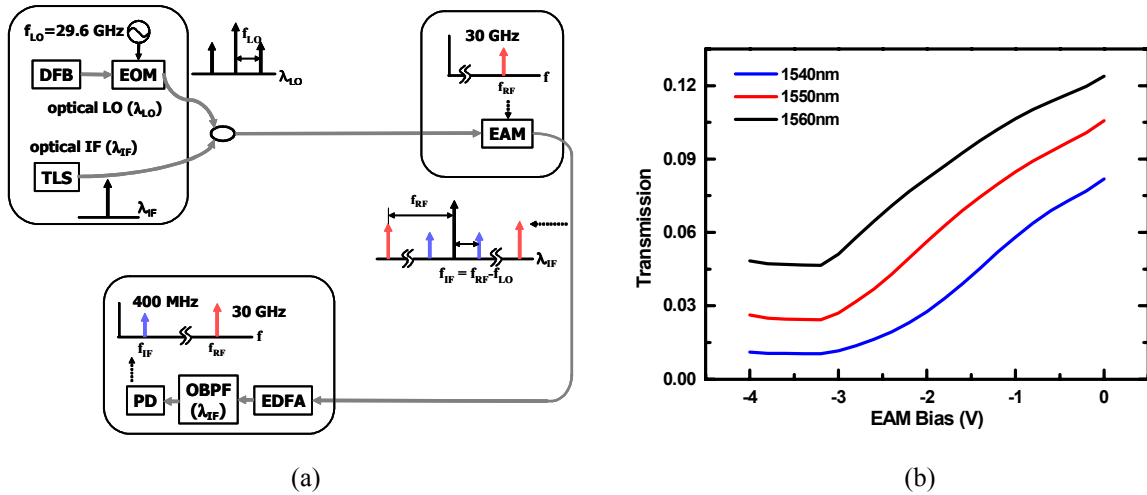 f_LO=29.6 GHz
DFB
EOM
optical LO (λ_LO)
optical IF (λ_IF)
TLS
λ_IF
f_LO
λ_LO
30 GHz
f
f_RF
EAM
f_RF
λ_IF
f_IF = f_RF-f_LO
400 MHz
30 GHz
f_IF
f_RF
f
PD
OBPF
(λ_IF)
EDFA
(a)
1540nm
1550nm
1560nm
Transmission
0.12
0.09
0.06
0.03
0.00
-4
-3
-2
-1
0
EAM Bias (V)
(b)